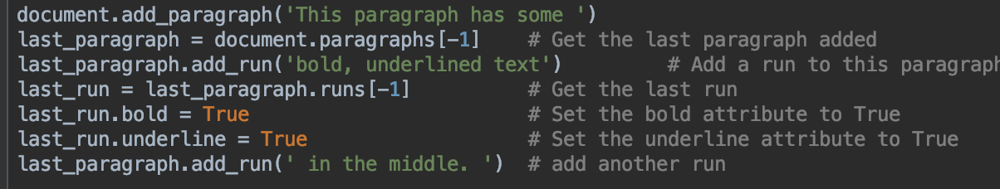 document.add_paragraph('This paragraph has some ')
last_paragraph = document.paragraphs[-1]    # Get the last paragraph added
last_paragraph.add_run('bold, underlined text')         # Add a run to this paragraph
last_run = last_paragraph.runs[-1]          # Get the last run
last_run.bold = True                        # Set the bold attribute to True
last_run.underline = True                   # Set the underline attribute to True
last_paragraph.add_run(' in the middle. ')  # add another run